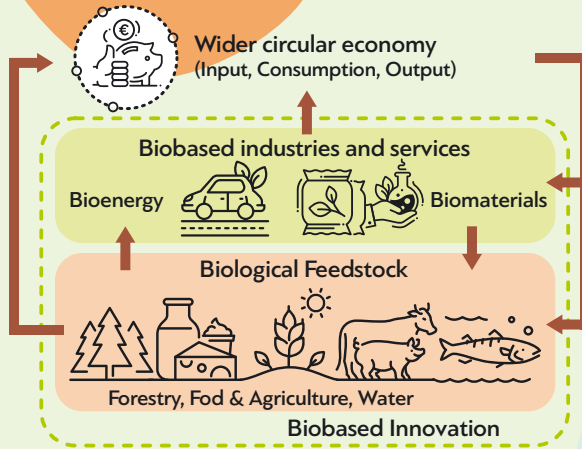 €
Wider circular economy
(Input, Consumption, Output)
Biobased industries and services
Bioenergy
Biomaterials
Biological Feedstock
Forestry, Fod & Agriculture, Water
Biobased Innovation